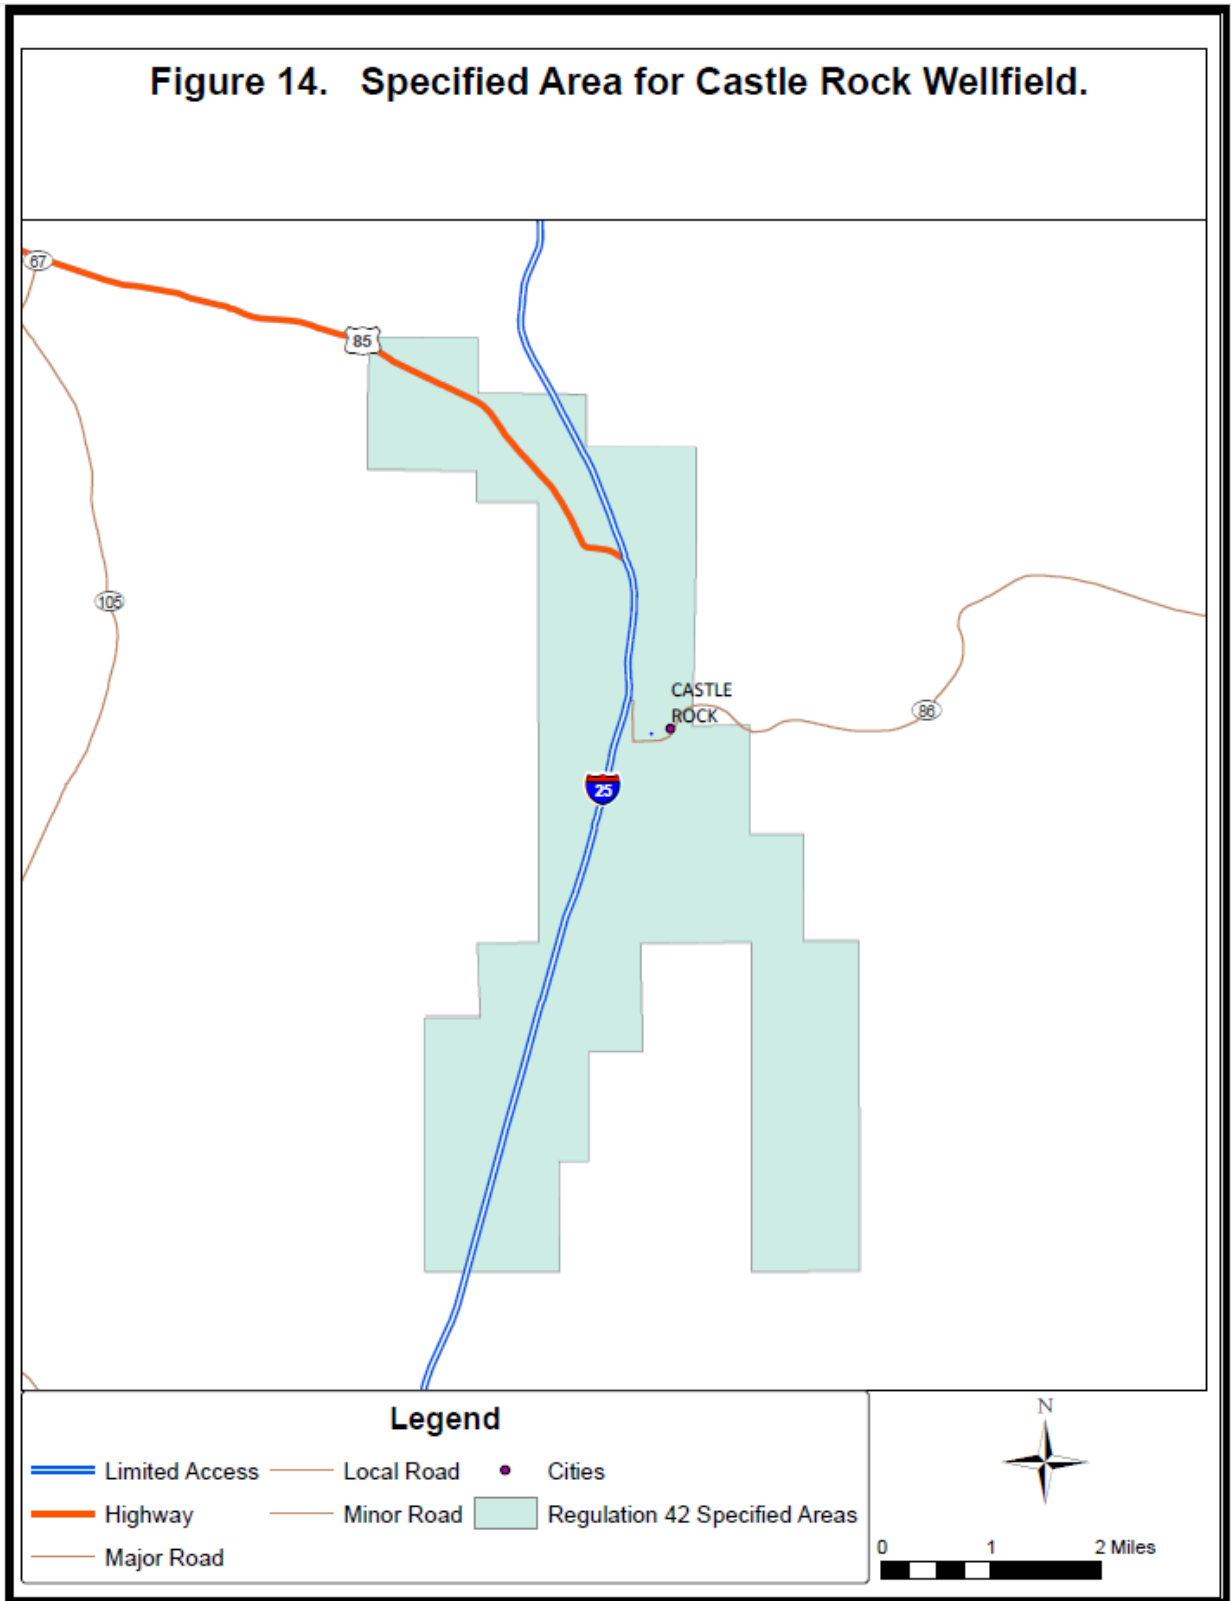 Figure 14. Specified Area for Castle Rock Wellfield.
67
85
105
CASTLE
ROCK
86
25
Legend
Limited Access
Local Road
Cities
Highway
Minor Road
Regulation 42 Specified Areas
Major Road
N
0 1 2 Miles